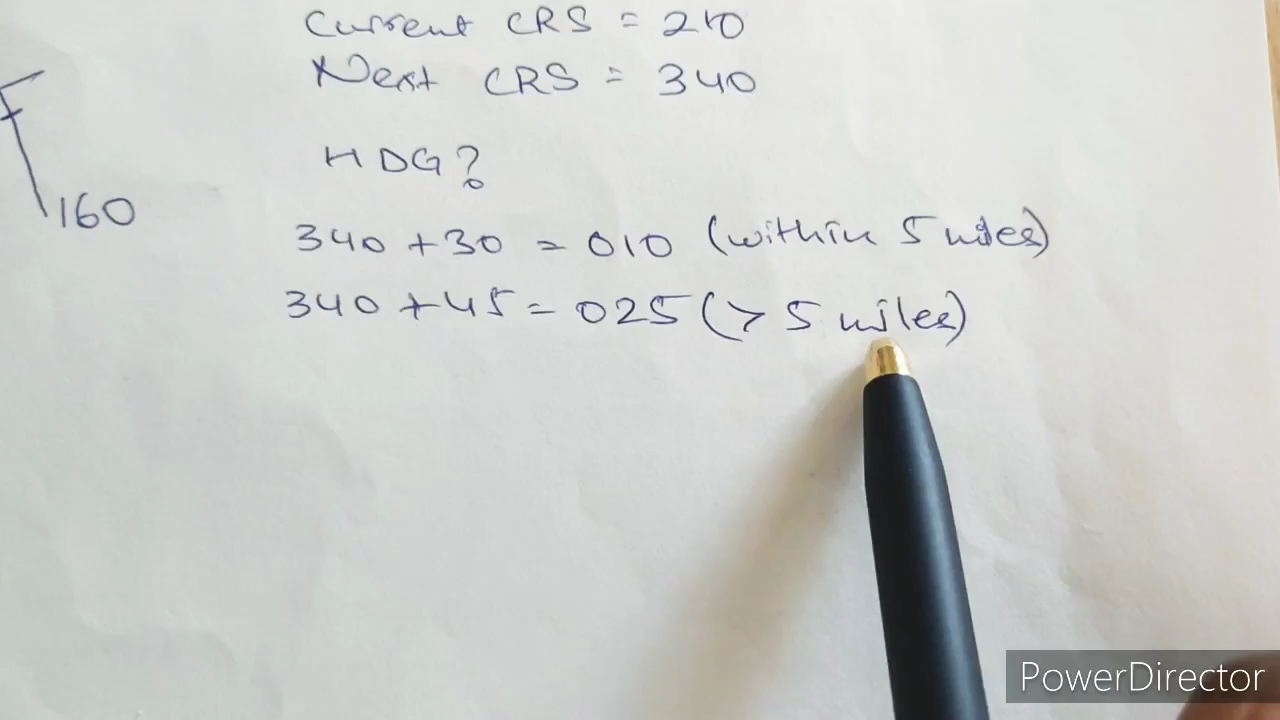 Current CRS = 210
Next CRS = 340
HDG?
160
340 + 30 = 010 (within 5 miles)
340 + 45 = 025 (> 5 miles)
PowerDirector